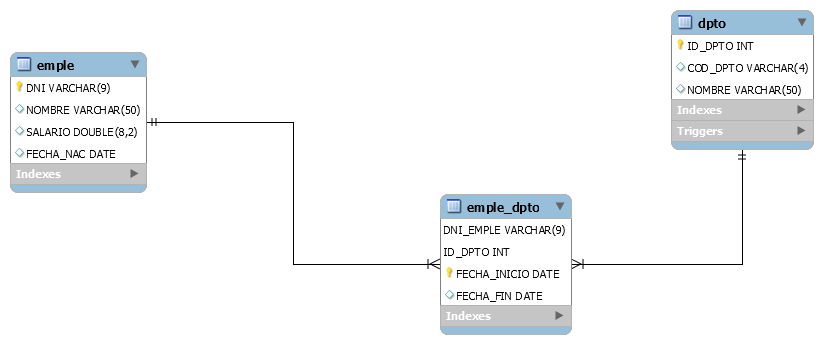 emple
DNI VARCHAR(9)
NOMBRE VARCHAR(50)
SALARIO DOUBLE(8,2)
FECHA_NAC DATE
Indexes
dpto
ID_DPTO INT
COD_DPTO VARCHAR(4)
NOMBRE VARCHAR(50)
Indexes
Triggers
emple_dpto
DNI_EMPLE VARCHAR(9)
ID_DPTO INT
FECHA_INICIO DATE
FECHA_FIN DATE
Indexes